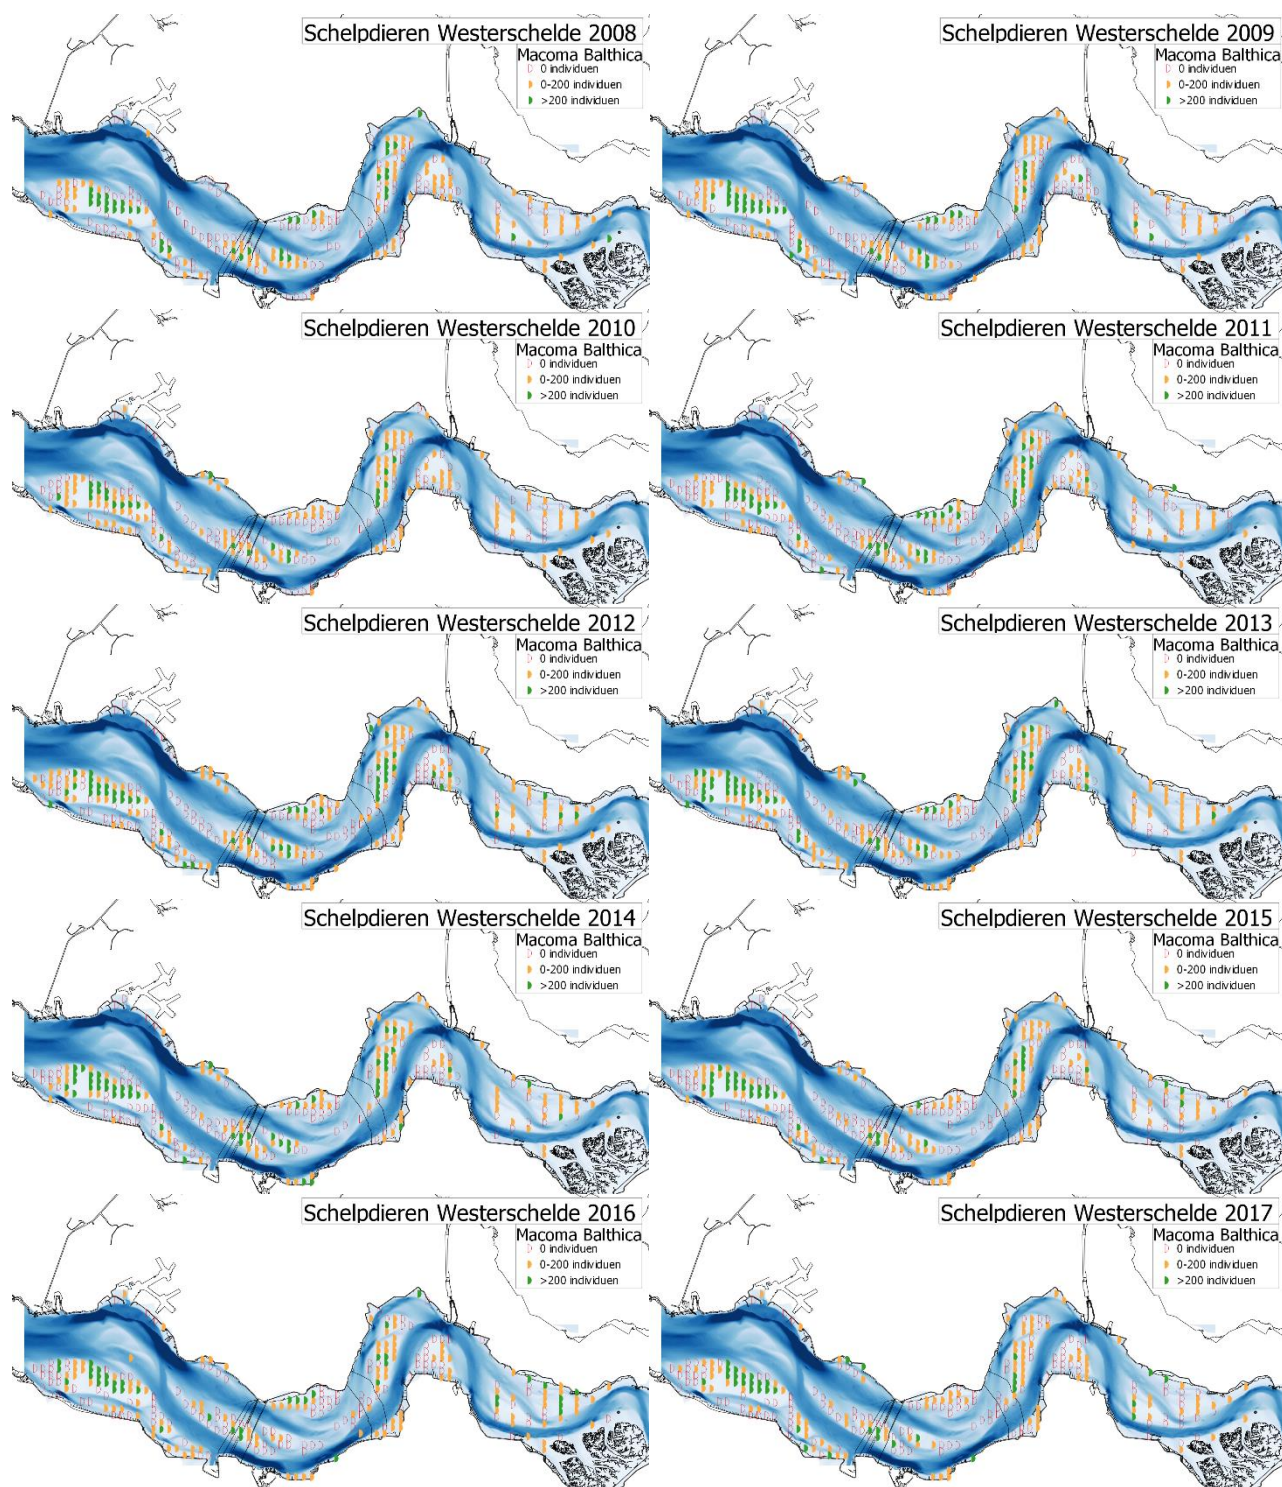 Schelpdieren Westerschelde 2008
Macoma Balthica
0 individuen
0-200 individuen
>200 individuen
Schelpdieren Westerschelde 2009
Macoma Balthica
0 individuen
0-200 individuen
>200 individuen
Schelpdieren Westerschelde 2010
Macoma Balthica
0 individuen
0-200 individuen
>200 individuen
Schelpdieren Westerschelde 2011
Macoma Balthica
0 individuen
0-200 individuen
>200 individuen
Schelpdieren Westerschelde 2012
Macoma Balthica
0 individuen
0-200 individuen
>200 individuen
Schelpdieren Westerschelde 2013
Macoma Balthica
0 individuen
0-200 individuen
>200 individuen
Schelpdieren Westerschelde 2014
Macoma Balthica
0 individuen
0-200 individuen
>200 individuen
Schelpdieren Westerschelde 2015
Macoma Balthica
0 individuen
0-200 individuen
>200 individuen
Schelpdieren Westerschelde 2016
Macoma Balthica
0 individuen
0-200 individuen
>200 individuen
Schelpdieren Westerschelde 2017
Macoma Balthica
0 individuen
0-200 individuen
>200 individuen